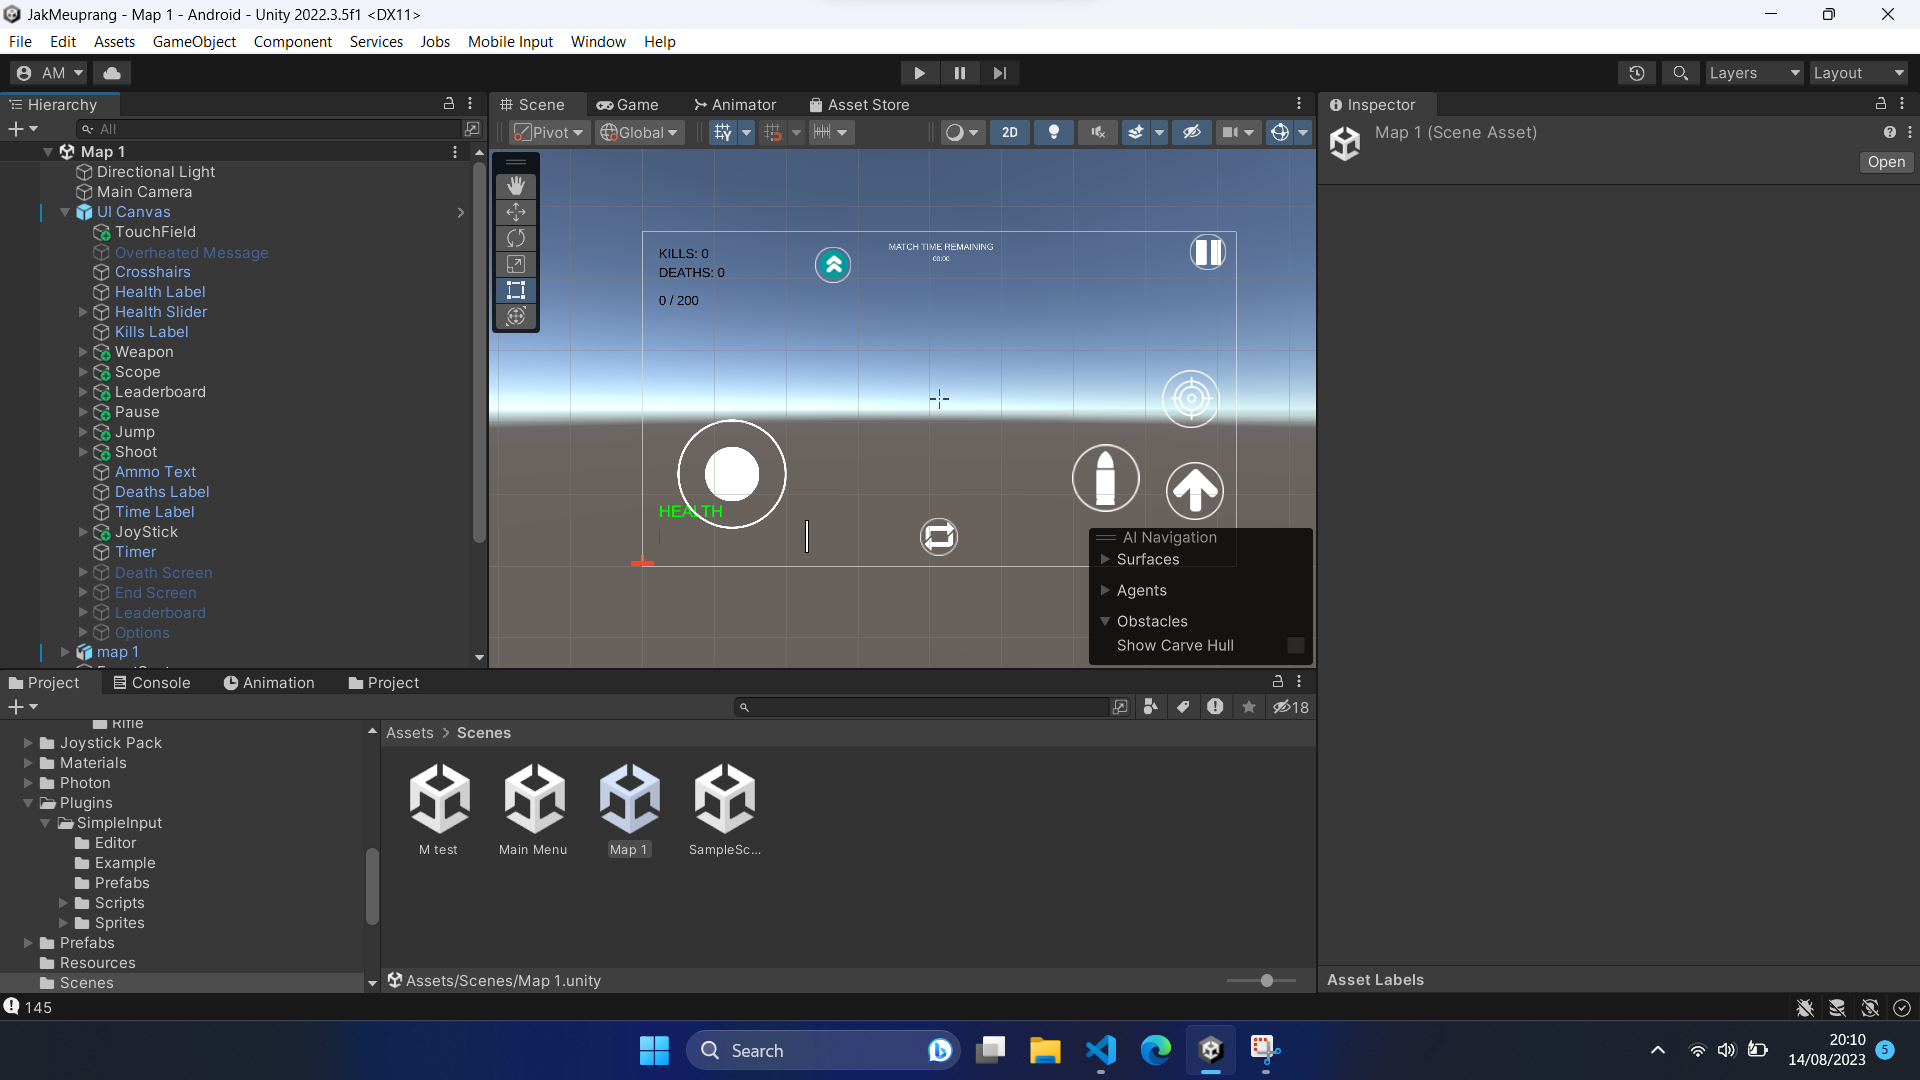 JakMeuprang - Map 1 - Android - Unity 2022.3.5f1 <DX11>
File Edit Assets GameObject Component Services Jobs Mobile Input Window Help
AM
Layers
Layout
Hierarchy
All
Map 1
Directional Light
Main Camera
UI Canvas
TouchField
Overheated Message
Crosshairs
Health Label
Health Slider
Kills Label
Weapon
Scope
Leaderboard
Pause
Jump
Shoot
Ammo Text
Deaths Label
Time Label
JoyStick
Timer
Death Screen
End Screen
Leaderboard
Options
map 1
Scene Game Animator Asset Store
Pivot Global 2D
KILLS: 0
DEATHS: 0
0 / 200
MATCH TIME REMAINING
00:00
HEALTH
AI Navigation
Surfaces
Agents
Obstacles
Show Carve Hull
Inspector
Map 1 (Scene Asset)
Open
Asset Labels
Project Console Animation Project
18
Rifle
Joystick Pack
Materials
Photon
Plugins
SimpleInput
Editor
Example
Prefabs
Scripts
Sprites
Prefabs
Resources
Scenes
Assets > Scenes
M test
Main Menu
Map 1
SampleSc...
Assets/Scenes/Map 1.unity
145
Search
20:10
14/08/2023
5